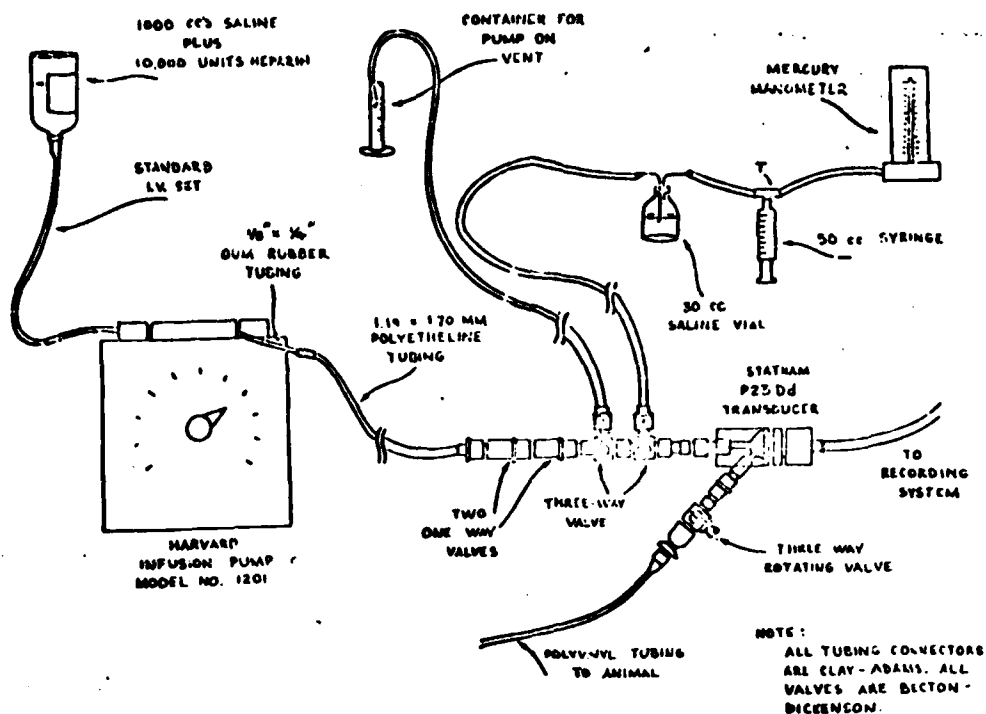 1000 CC'S SALINE
PLUS
10,000 UNITS HEPARIN
CONTAINER FOR
PUMP ON
VENT
MERCURY
MANOMETER
STANDARD
I.V. SET
1/8" × 1/4"
GUM RUBBER
TUBING
T
50 CC SYRINGE
30 CC
SALINE VIAL
1.19 × 1.70 MM
POLYETHELINE
TUBING
STATHAM
P23Dd
TRANSDUCER
TO
RECORDING
SYSTEM
TWO
ONE WAY
VALVES
THREE-WAY
VALVE
THREE WAY
ROTATING VALVE
HARVARD
INFUSION PUMP
MODEL NO. 1201
POLYVINYL TUBING
TO ANIMAL
NOTE:
ALL TUBING CONNECTORS
ARE CLAY-ADAMS. ALL
VALVES ARE BECTON-
DICKENSON.